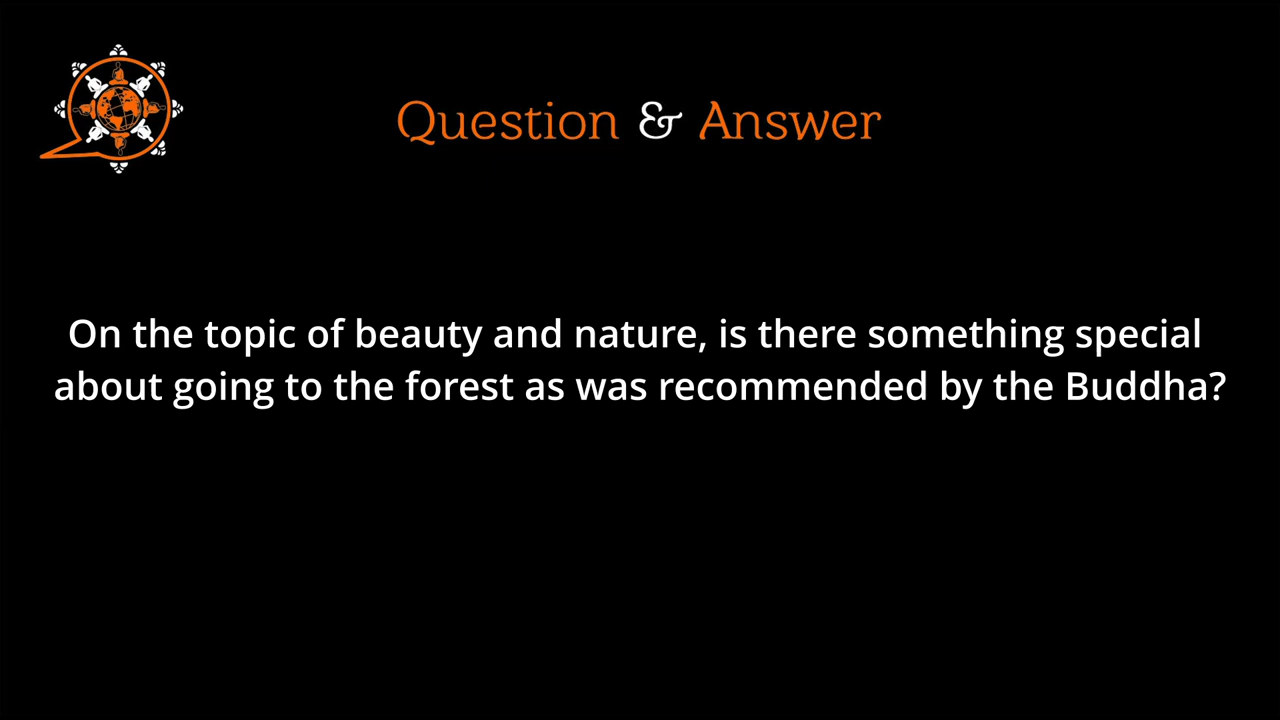 Question & Answer
On the topic of beauty and nature, is there something special
about going to the forest as was recommended by the Buddha?